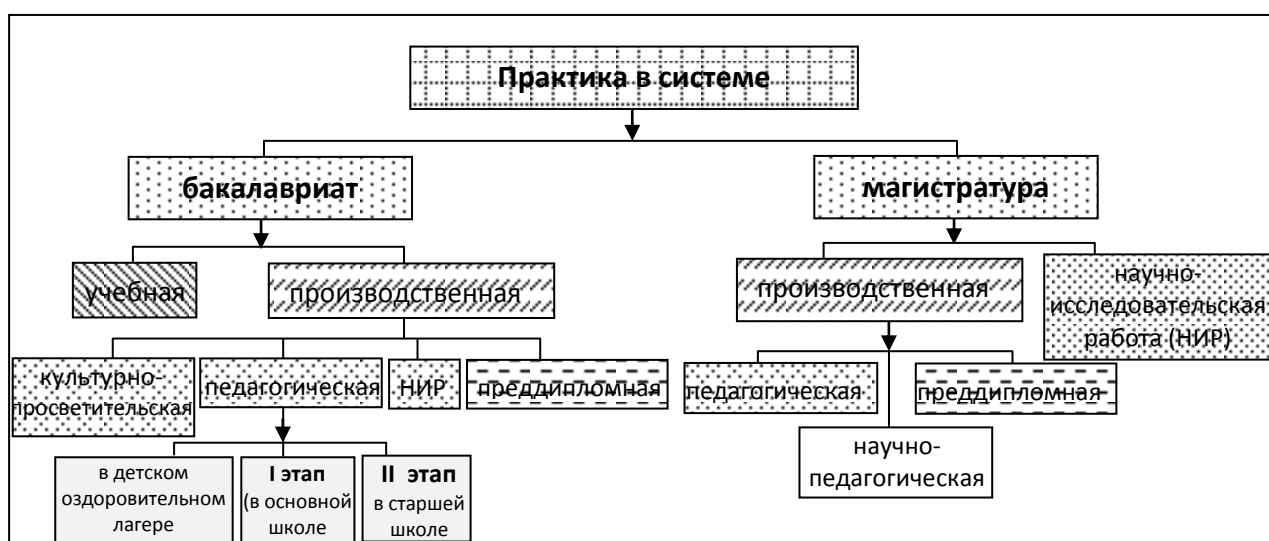 Практика в системе
бакалавриат
магистратура
учебная
производственная
производственная
научно-
исследовательская
работа (НИР)
культурно-
просветительская
педагогическая
НИР
преддипломная
педагогическая
преддипломная
научно-
педагогическая
в детском
оздоровительном
лагере
I этап
(в основной
школе
II этап
в старшей
школе